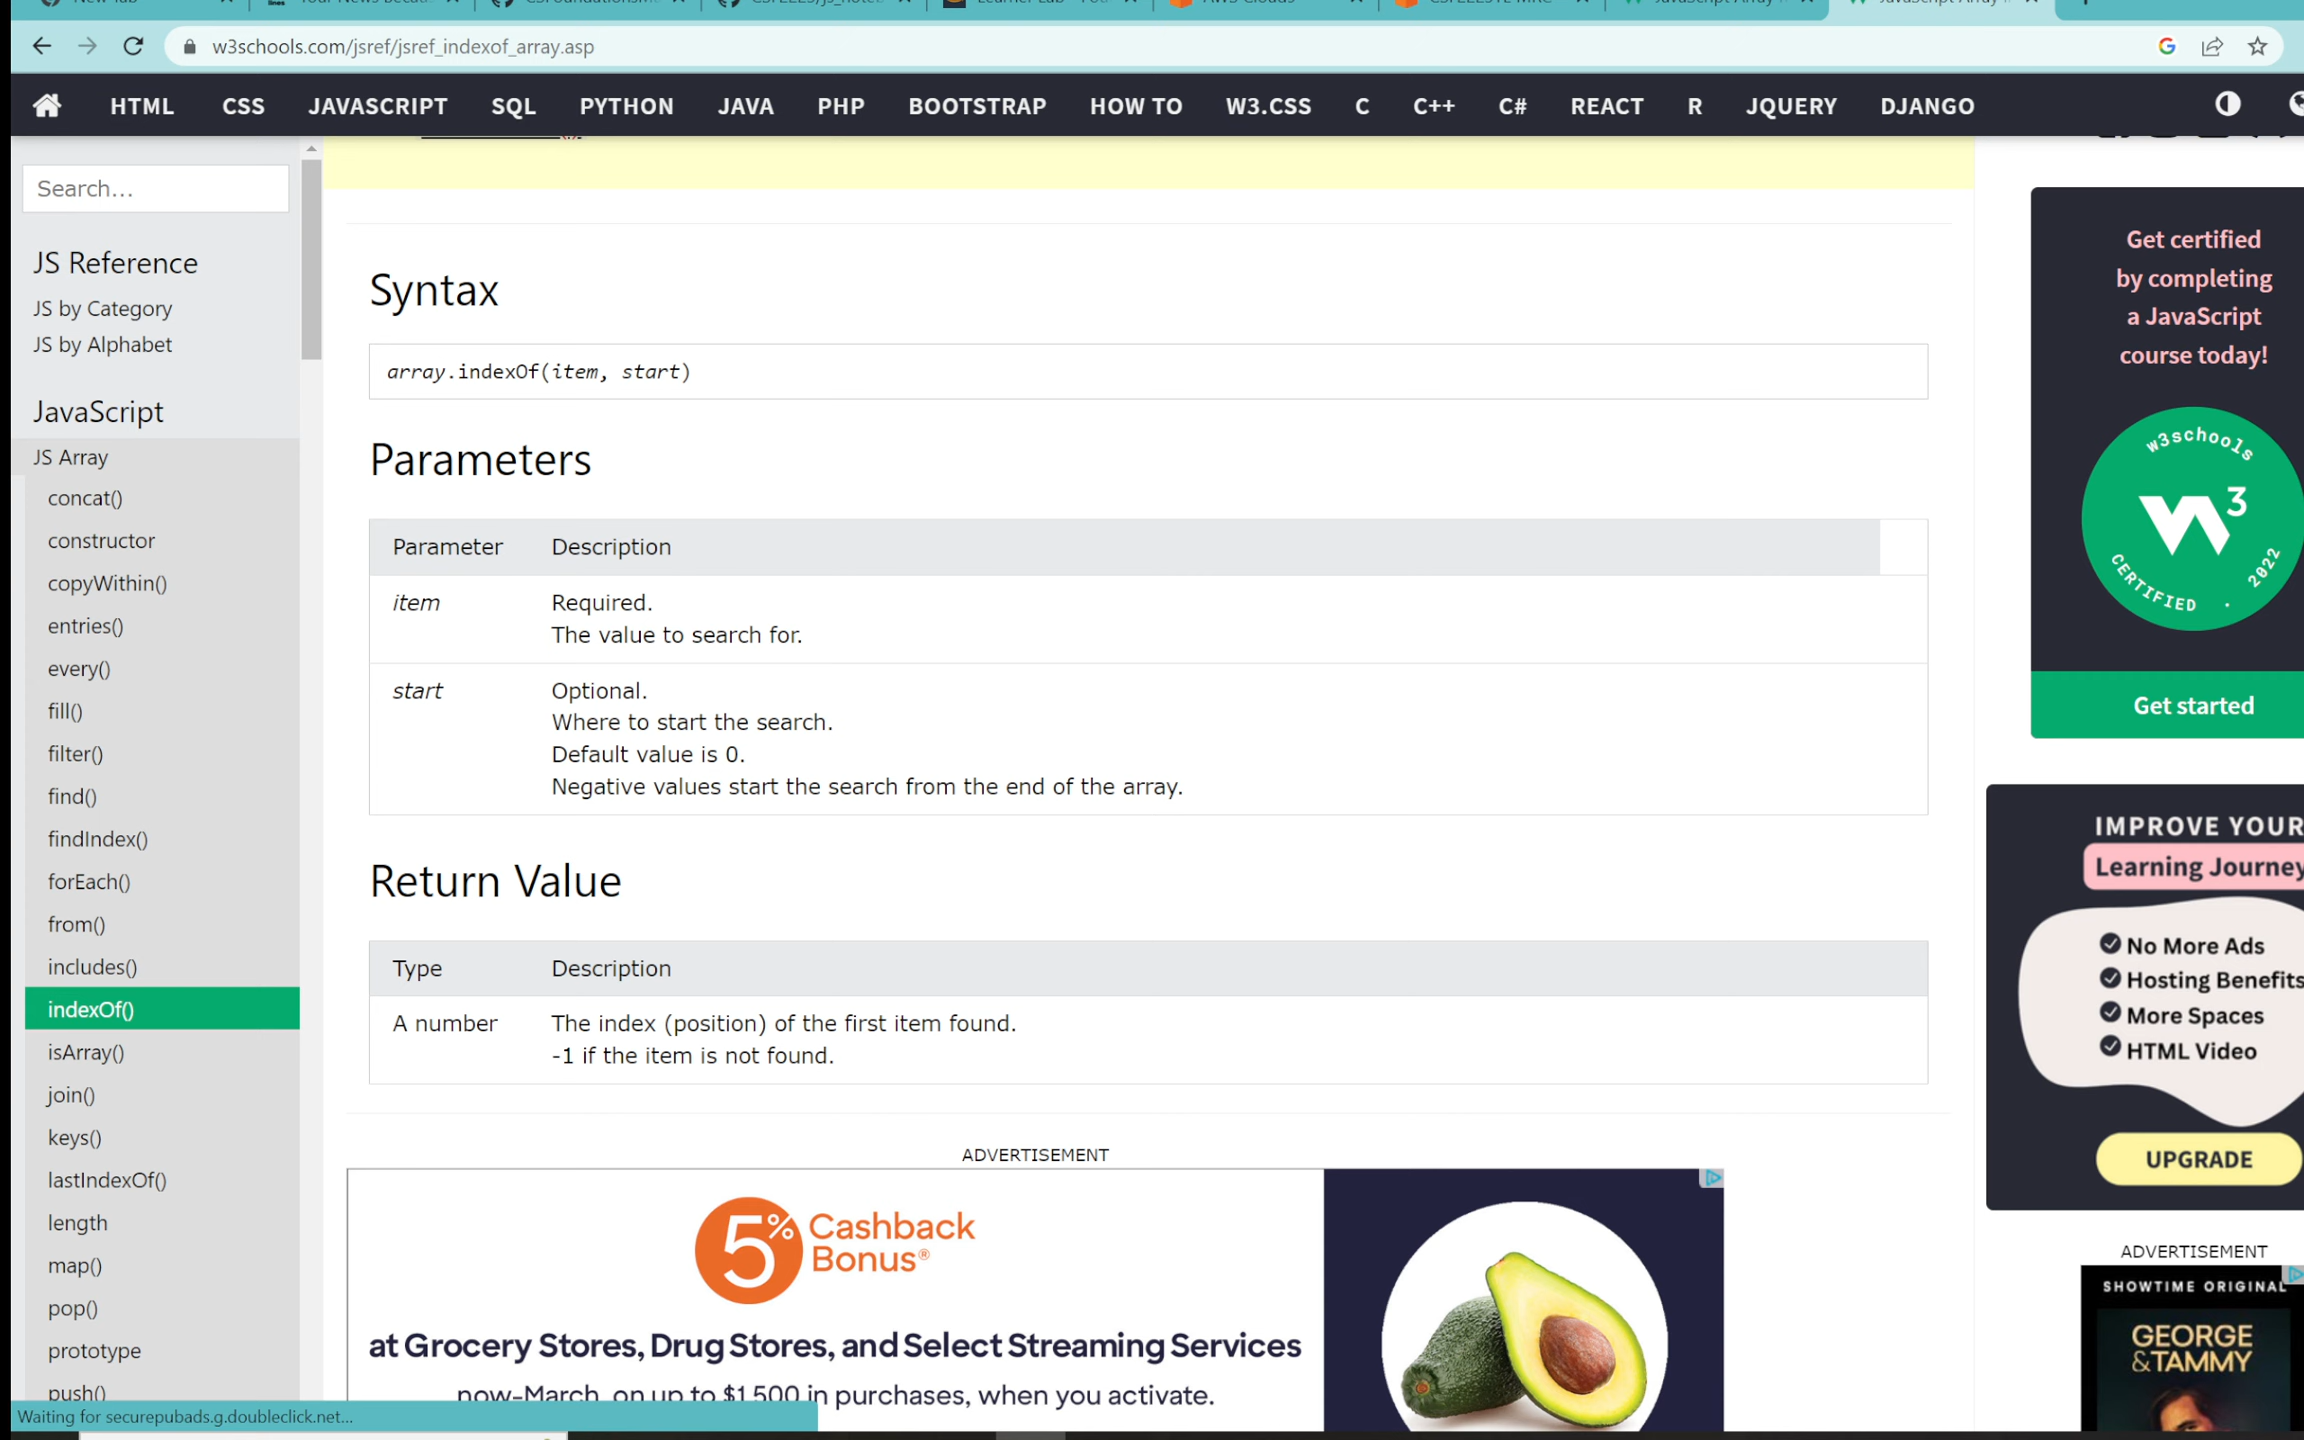 New Tab
w3schools.com/jsref/jsref_indexof_array.asp
HTML CSS JAVASCRIPT SQL PYTHON JAVA PHP BOOTSTRAP HOW TO W3.CSS C C++ C# REACT R JQUERY DJANGO
Search...
JS Reference
JS by Category
JS by Alphabet
JavaScript
JS Array
concat()
constructor
copyWithin()
entries()
every()
fill()
filter()
find()
findIndex()
forEach()
from()
includes()
indexOf()
isArray()
join()
keys()
lastIndexOf()
length
map()
pop()
prototype
push()
Waiting for securepubads.g.doubleclick.net...
Syntax
array.indexOf(item, start)
Parameters
Parameter Description
item Required.
The value to search for.
start Optional.
Where to start the search.
Default value is 0.
Negative values start the search from the end of the array.
Return Value
Type Description
A number The index (position) of the first item found.
-1 if the item is not found.
ADVERTISEMENT
5% Cashback
Bonus®
at Grocery Stores, Drug Stores, and Select Streaming Services
now-March, on up to $1,500 in purchases, when you activate.
Get certified
by completing
a JavaScript
course today!
w3schools
W3
CERTIFIED · 2022
Get started
IMPROVE YOUR
Learning Journey
No More Ads
Hosting Benefits
More Spaces
HTML Video
UPGRADE
ADVERTISEMENT
SHOWTIME ORIGINAL
GEORGE
&TAMMY